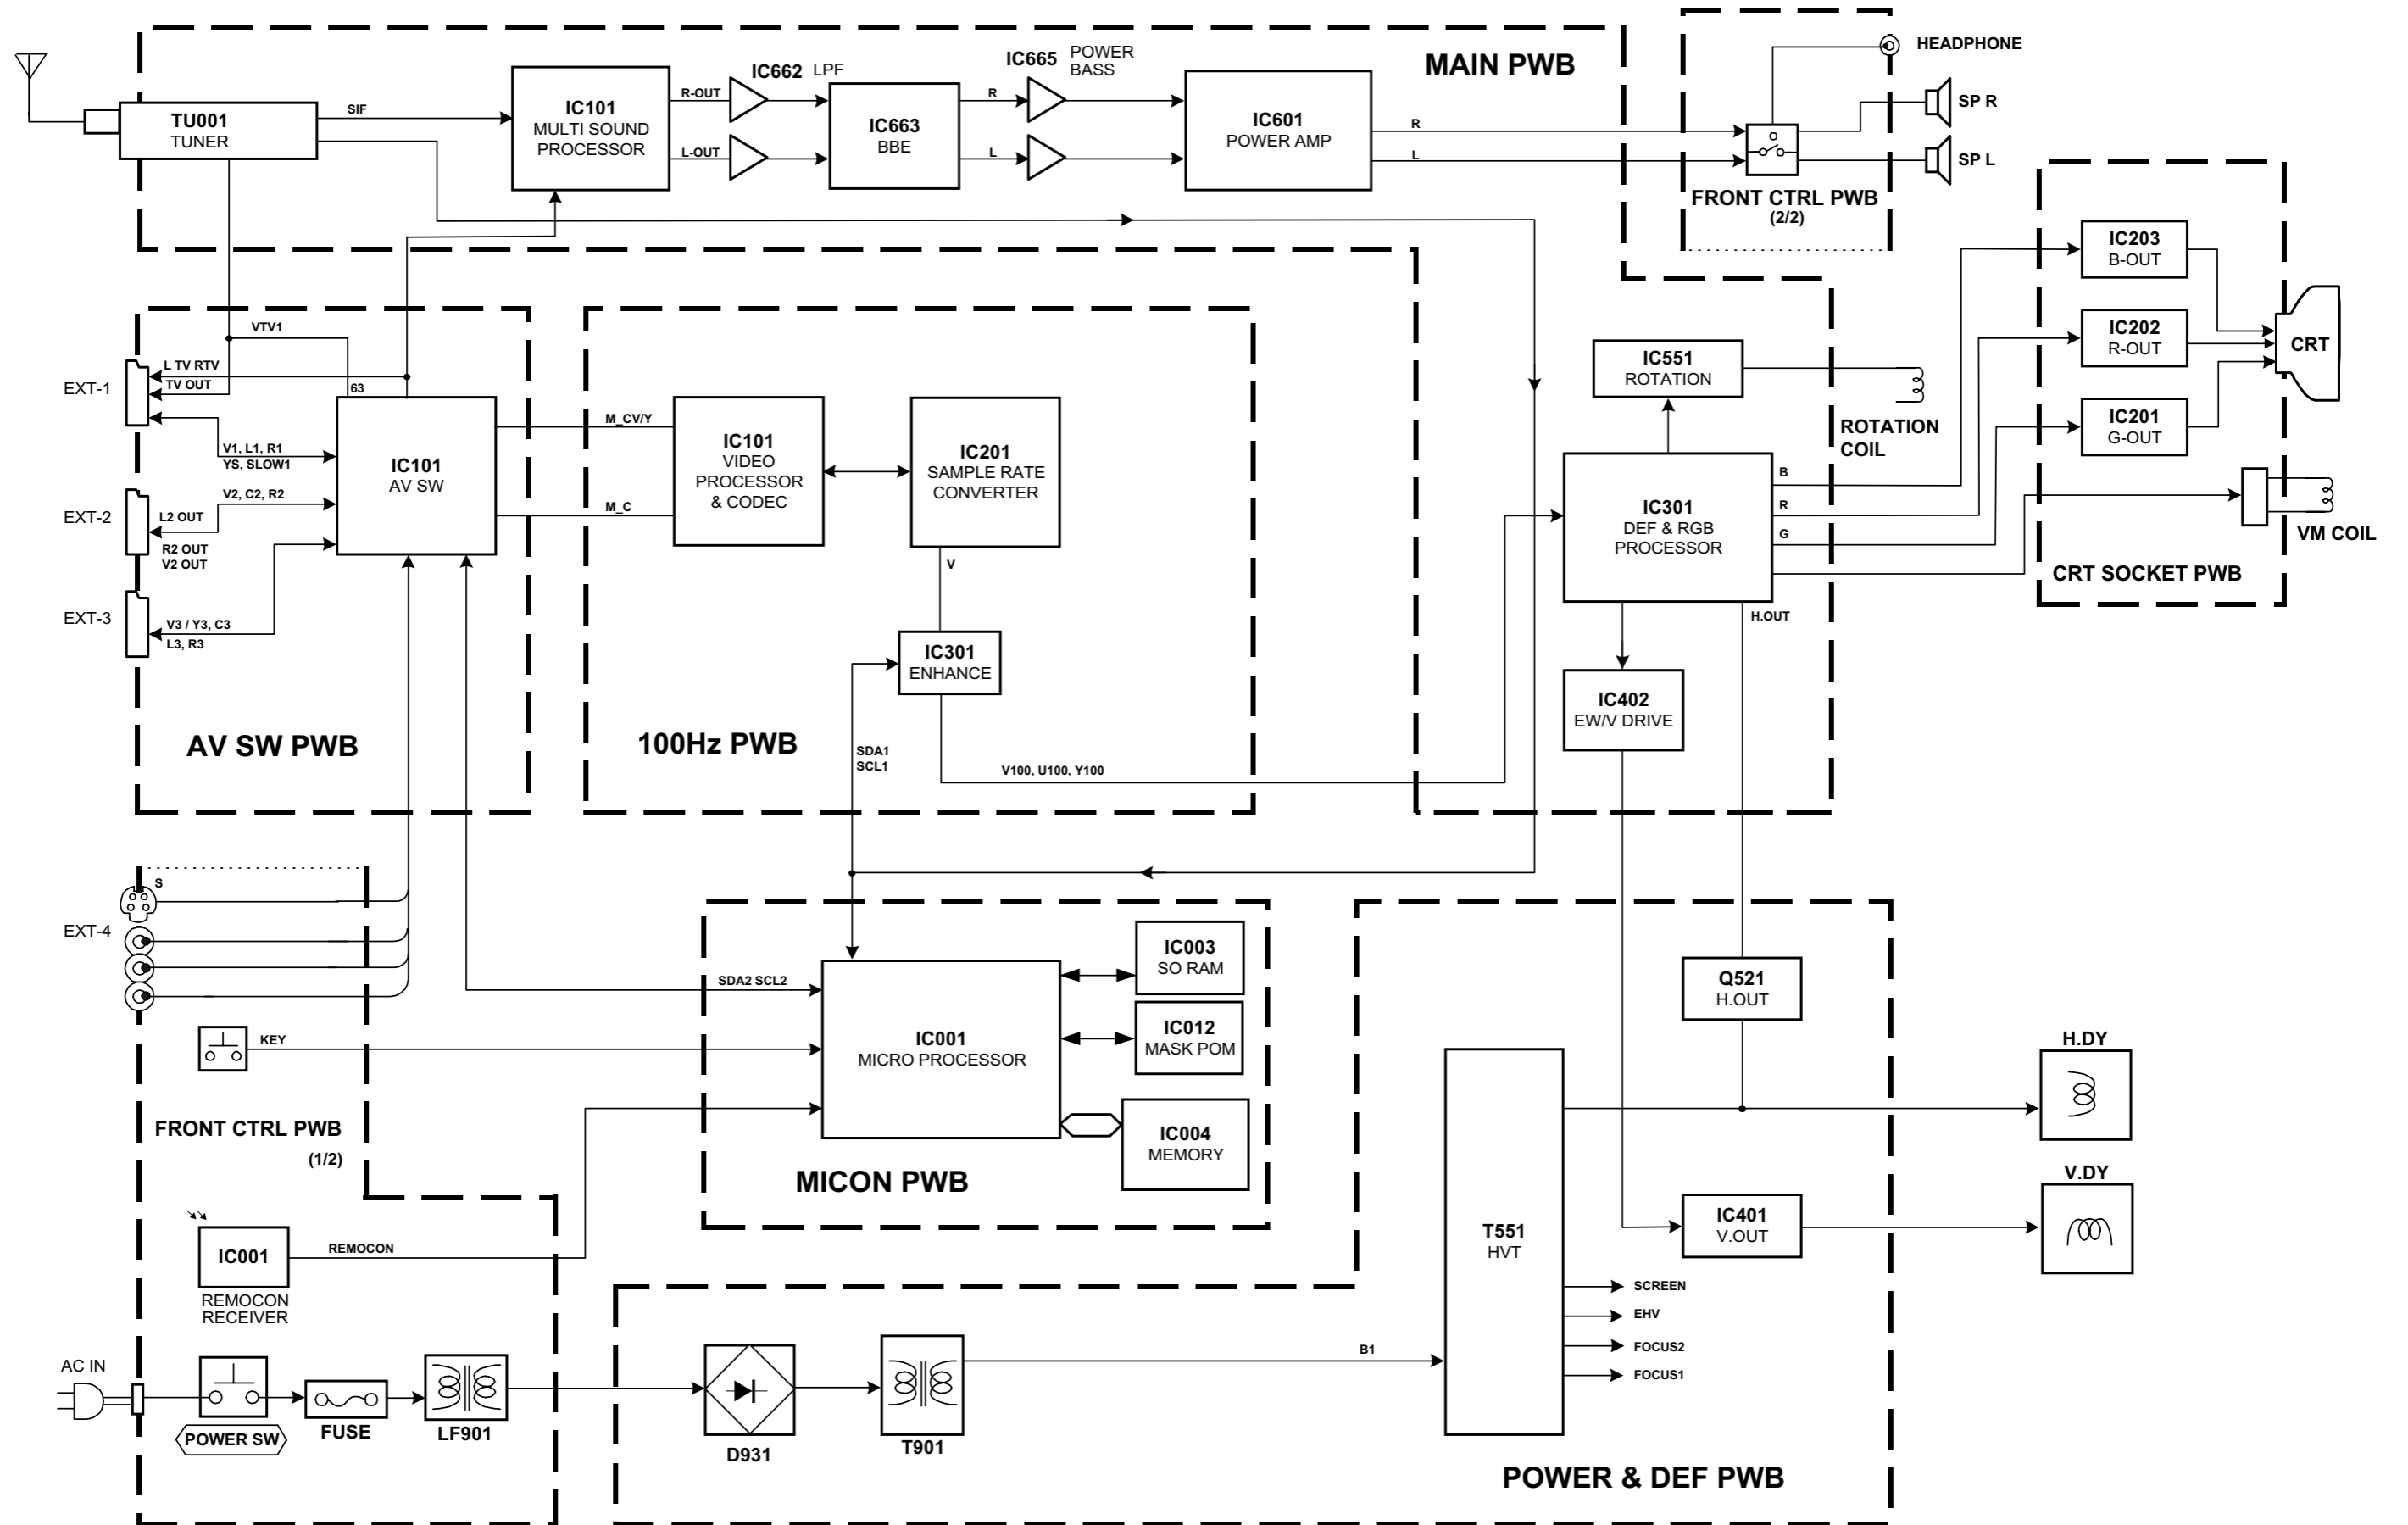 MAIN PWB
HEADPHONE
SP R
SP L
FRONT CTRL PWB
(2/2)
TU001
TUNER
SIF
IC101
MULTI SOUND
PROCESSOR
R-OUT
L-OUT
IC662 LPF
IC663
BBE
R
L
IC665
POWER
BASS
IC601
POWER AMP
R
L
IC203
B-OUT
IC202
R-OUT
IC201
G-OUT
CRT
VM COIL
CRT SOCKET PWB
VTV1
L TV RTV
TV OUT
63
EXT-1
V1, L1, R1
YS, SLOW1
IC101
AV SW
EXT-2
V2, C2, R2
L2 OUT
R2 OUT
V2 OUT
EXT-3
V3 / Y3, C3
L3, R3
AV SW PWB
M_CV/Y
M_C
IC101
VIDEO
PROCESSOR
& CODEC
IC201
SAMPLE RATE
CONVERTER
V
IC301
ENHANCE
100Hz PWB
SDA1
SCL1
V100, U100, Y100
IC551
ROTATION
ROTATION
COIL
IC301
DEF & RGB
PROCESSOR
B
R
G
H.OUT
IC402
EW/V DRIVE
S
EXT-4
KEY
FRONT CTRL PWB
(1/2)
SDA2 SCL2
IC001
MICRO PROCESSOR
IC003
SO RAM
IC012
MASK POM
IC004
MEMORY
MICON PWB
IC001
REMOCON
REMOCON
RECEIVER
AC IN
POWER SW
FUSE
LF901
D931
T901
B1
T551
HVT
Q521
H.OUT
H.DY
IC401
V.OUT
V.DY
SCREEN
EHV
FOCUS2
FOCUS1
POWER & DEF PWB